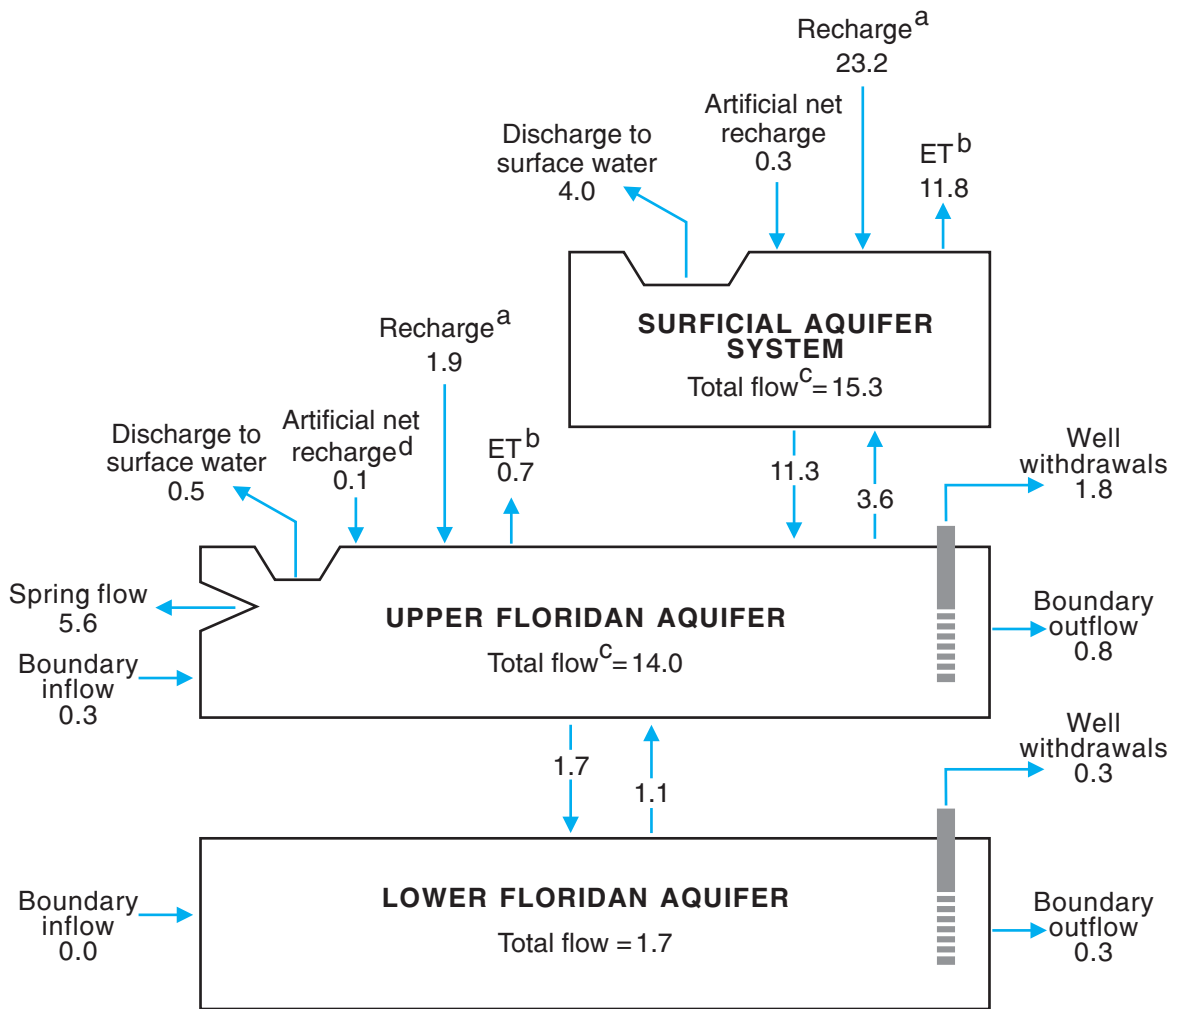 Recharge^a
23.2
Artificial net
recharge
0.3
Discharge to
surface water
4.0
ET^b
11.8
SURFICIAL AQUIFER
SYSTEM
Total flow^c = 15.3
Recharge^a
1.9
Artificial net
recharge^d
0.1
Discharge to
surface water
0.5
ET^b
0.7
11.3
3.6
Well
withdrawals
1.8
Spring flow
5.6
UPPER FLORIDAN AQUIFER
Total flow^c = 14.0
Boundary
outflow
0.8
Boundary
inflow
0.3
1.7
1.1
Well
withdrawals
0.3
LOWER FLORIDAN AQUIFER
Total flow = 1.7
Boundary
inflow
0.0
Boundary
outflow
0.3